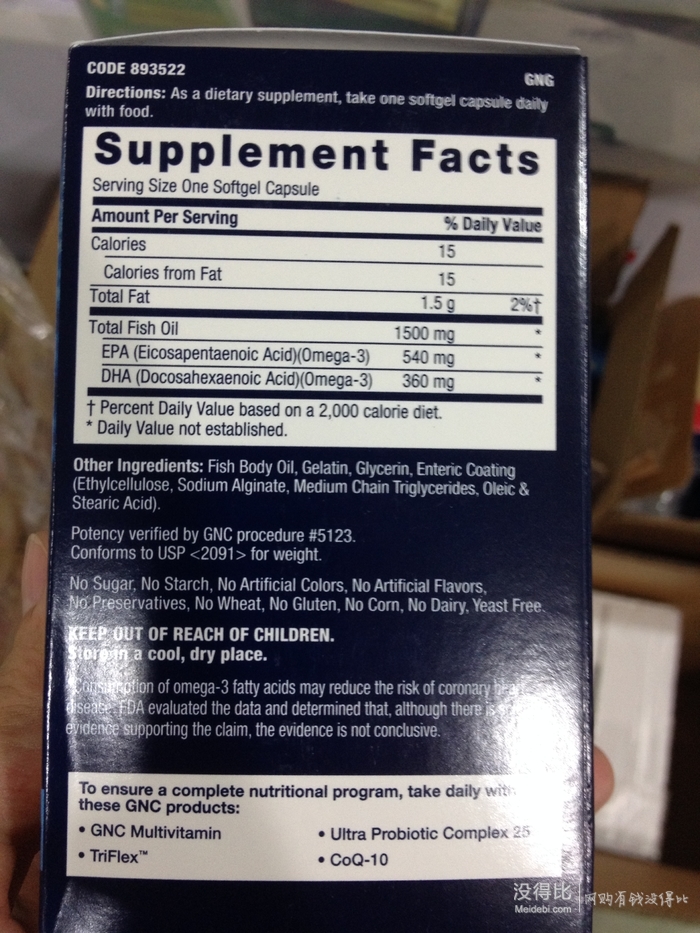 CODE 893522
GNG
Directions: As a dietary supplement, take one softgel capsule daily
with food.
Supplement Facts
Serving Size One Softgel Capsule
Amount Per Serving % Daily Value
Calories 15
Calories from Fat 15
Total Fat 1.5 g 2%†
Total Fish Oil 1500 mg *
EPA (Eicosapentaenoic Acid)(Omega-3) 540 mg *
DHA (Docosahexaenoic Acid)(Omega-3) 360 mg *
† Percent Daily Value based on a 2,000 calorie diet.
* Daily Value not established.
Other Ingredients: Fish Body Oil, Gelatin, Glycerin, Enteric Coating
(Ethylcellulose, Sodium Alginate, Medium Chain Triglycerides, Oleic &
Stearic Acid).
Potency verified by GNC procedure #5123.
Conforms to USP <2091> for weight.
No Sugar, No Starch, No Artificial Colors, No Artificial Flavors,
No Preservatives, No Wheat, No Gluten, No Corn, No Dairy, Yeast Free.
KEEP OUT OF REACH OF CHILDREN.
Store in a cool, dry place.
Consumption of omega-3 fatty acids may reduce the risk of coronary heart
disease. FDA evaluated the data and determined that, although there is
evidence supporting the claim, the evidence is not conclusive.
To ensure a complete nutritional program, take daily with
these GNC products:
• GNC Multivitamin • Ultra Probiotic Complex 25
• TriFlex™ • CoQ-10
没得比 网购有钱没得比
Meidebi.com